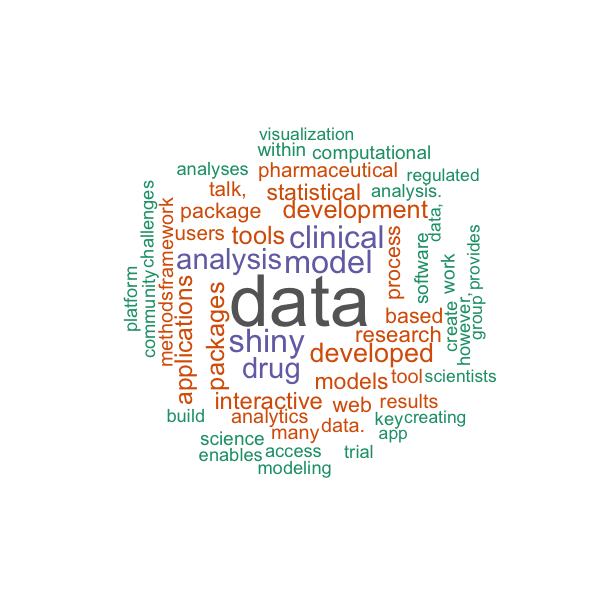 visualization
within computational
analyses pharmaceutical regulated
talk, statistical analysis.
package development data,
users tools clinical process
analysis model software
challenges
framework
methods
platform
community
data
work
provides
create
however,
group
applications
packages
based
shiny research
drug developed
models tool scientists
interactive web results
build analytics data. key creating
science many app
enables access trial
modeling